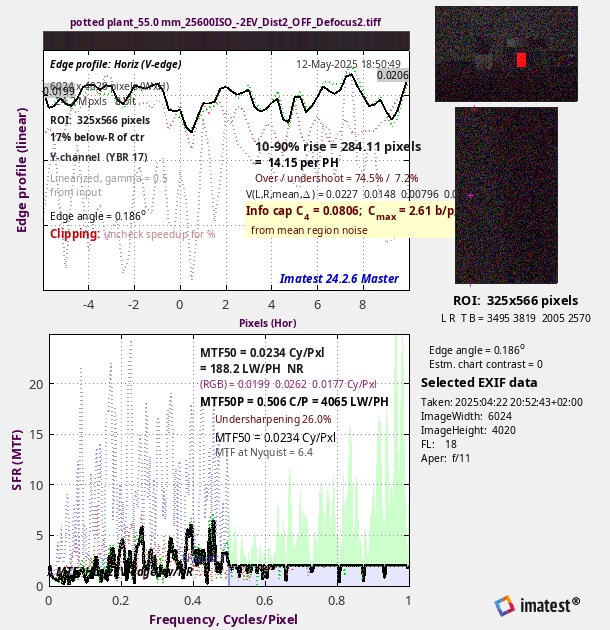 potted plant_55.0 mm_25600ISO_-2EV_Dist2_OFF_Defocus2.tiff
Edge profile: Horiz (V-edge)
12-May-2025 18:50:49
0.0206
6024 x 4020 pixels (WxH)
0.0199
Mpxls
ROI: 325x566 pixels
17% below-R of ctr
Y-channel (YBR 17)
Linearized, gamma = 0.5
from input
Edge angle = 0.186°
Clipping: uncheck speedup for %
10-90% rise = 284.11 pixels
= 14.15 per PH
Over / undershoot = 74.5% / 7.2%
V(L,R,mean,Δ) =0.0227 0.0148 0.00796 0.0
Info cap C4 = 0.0806; Cmax = 2.61 b/p
from mean region noise
Imatest 24.2.6 Master
Edge profile (linear)
-4 -2 0 2 4 6 8
Pixels (Hor)
MTF50 = 0.0234 Cy/Pxl
= 188.2 LW/PH NR
(RGB) = 0.0199 0.0262 0.0177 Cy/Pxl
MTF50P = 0.506 C/P = 4065 LW/PH
Undersharpening 26.0%
MTF50 = 0.0234 Cy/Pxl
MTF at Nyquist = 6.4
SFR (MTF)
20
15
10
5
0
0 0.2 0.4 0.6 0.8 1
Frequency, Cycles/Pixel
ROI: 325x566 pixels
L R T B = 3495 3819 2005 2570
Edge angle = 0.186°
Estm. chart contrast = 0
Selected EXIF data
Taken: 2025:04:22 20:52:43+02:00
ImageWidth: 6024
ImageHeight: 4020
FL: 18
Aper: f/11
imatest®